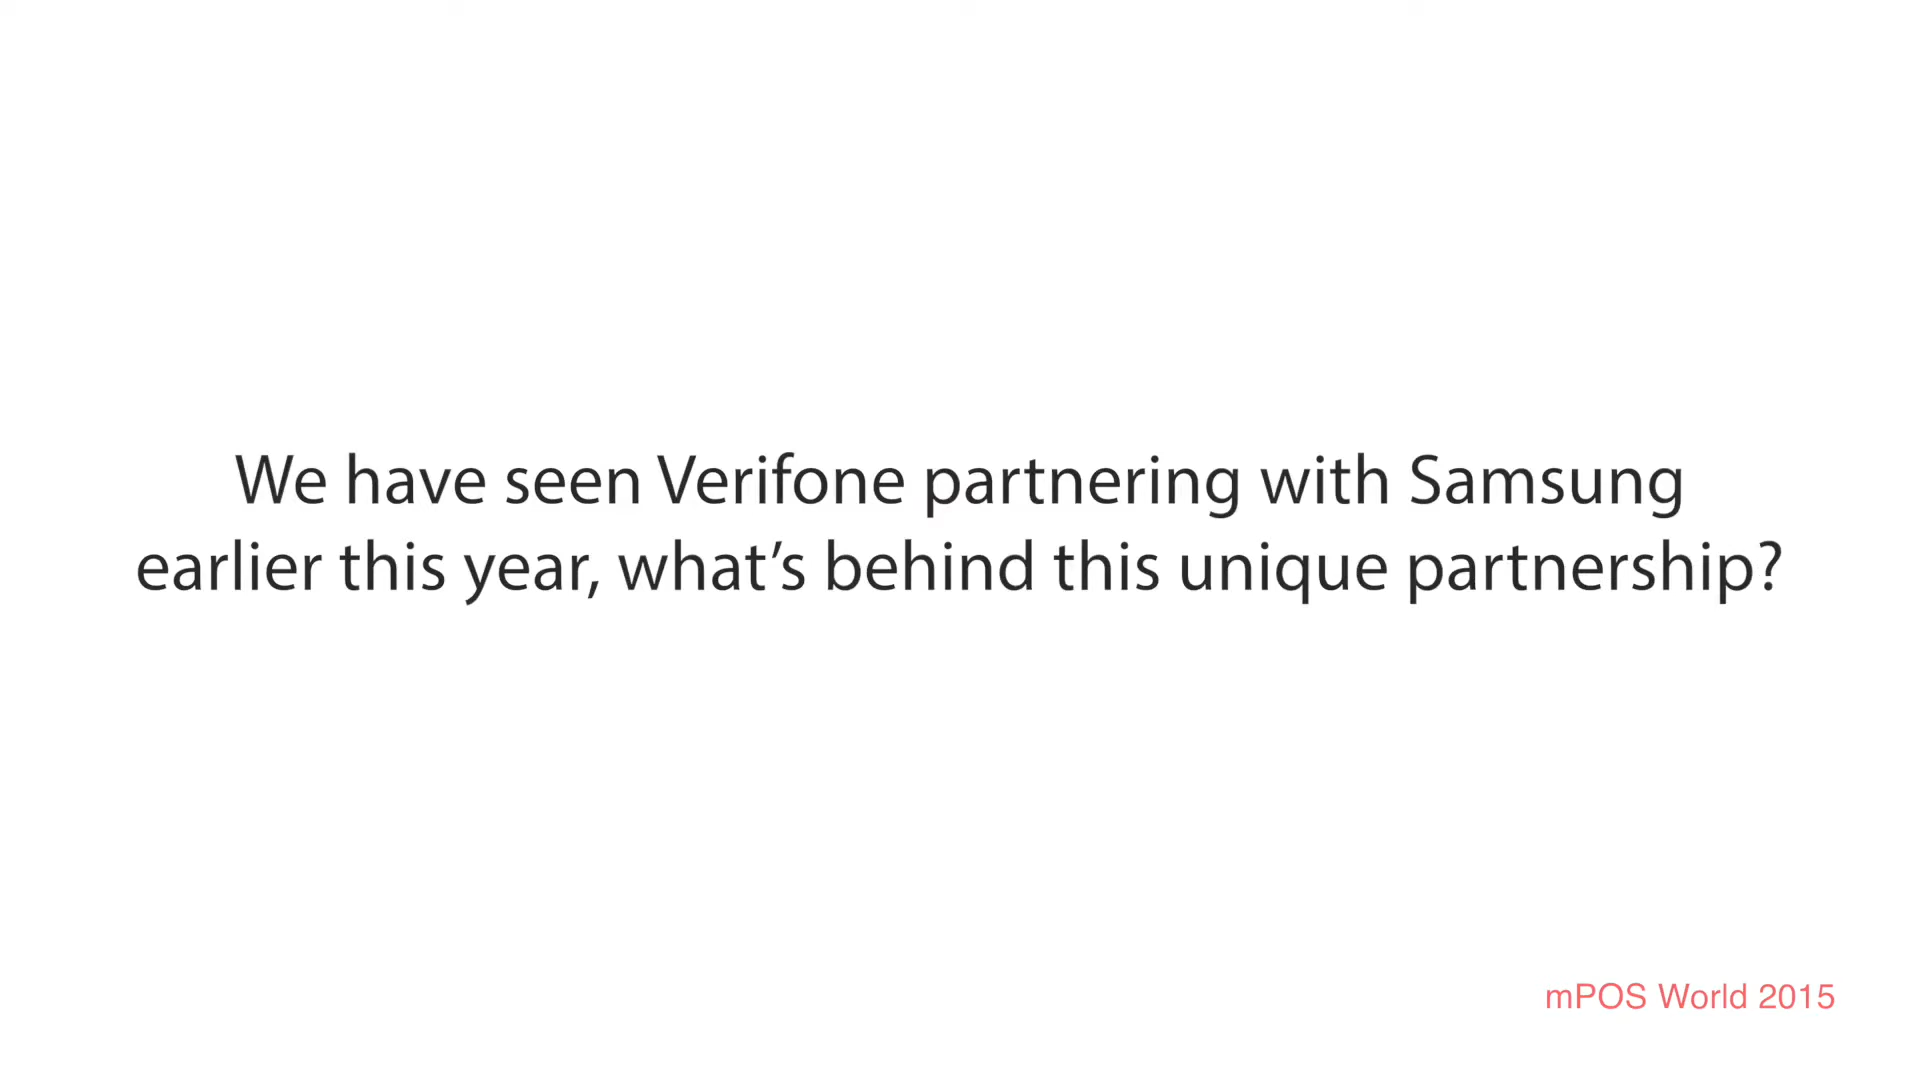 We have seen Verifone partnering with Samsung
earlier this year, what’s behind this unique partnership?
mPOS World 2015